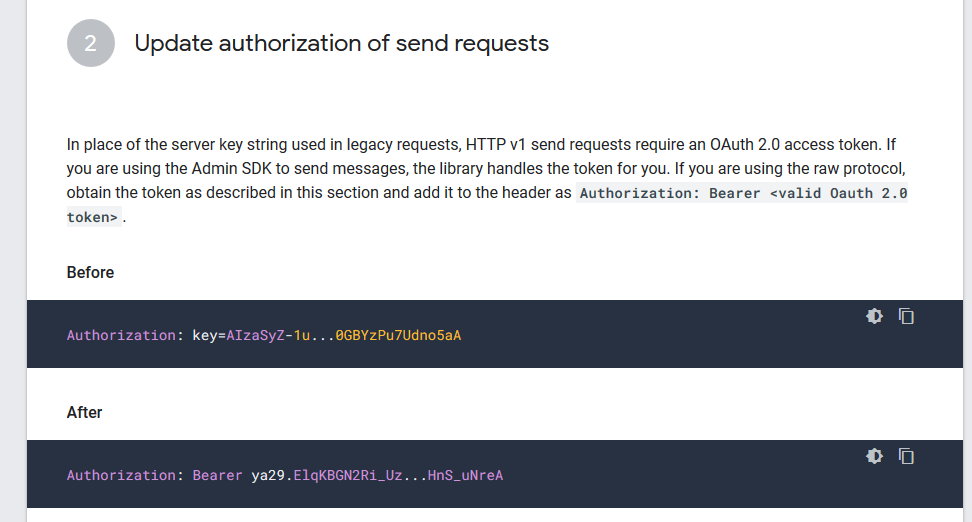 2 Update authorization of send requests
In place of the server key string used in legacy requests, HTTP v1 send requests require an OAuth 2.0 access token. If
you are using the Admin SDK to send messages, the library handles the token for you. If you are using the raw protocol,
obtain the token as described in this section and add it to the header as Authorization: Bearer <valid Oauth 2.0
token> .
Before
Authorization: key=AIzaSyZ-1u...0GBYzPu7Udno5aA
After
Authorization: Bearer ya29.ElqKBGN2Ri_Uz...HnS_uNreA